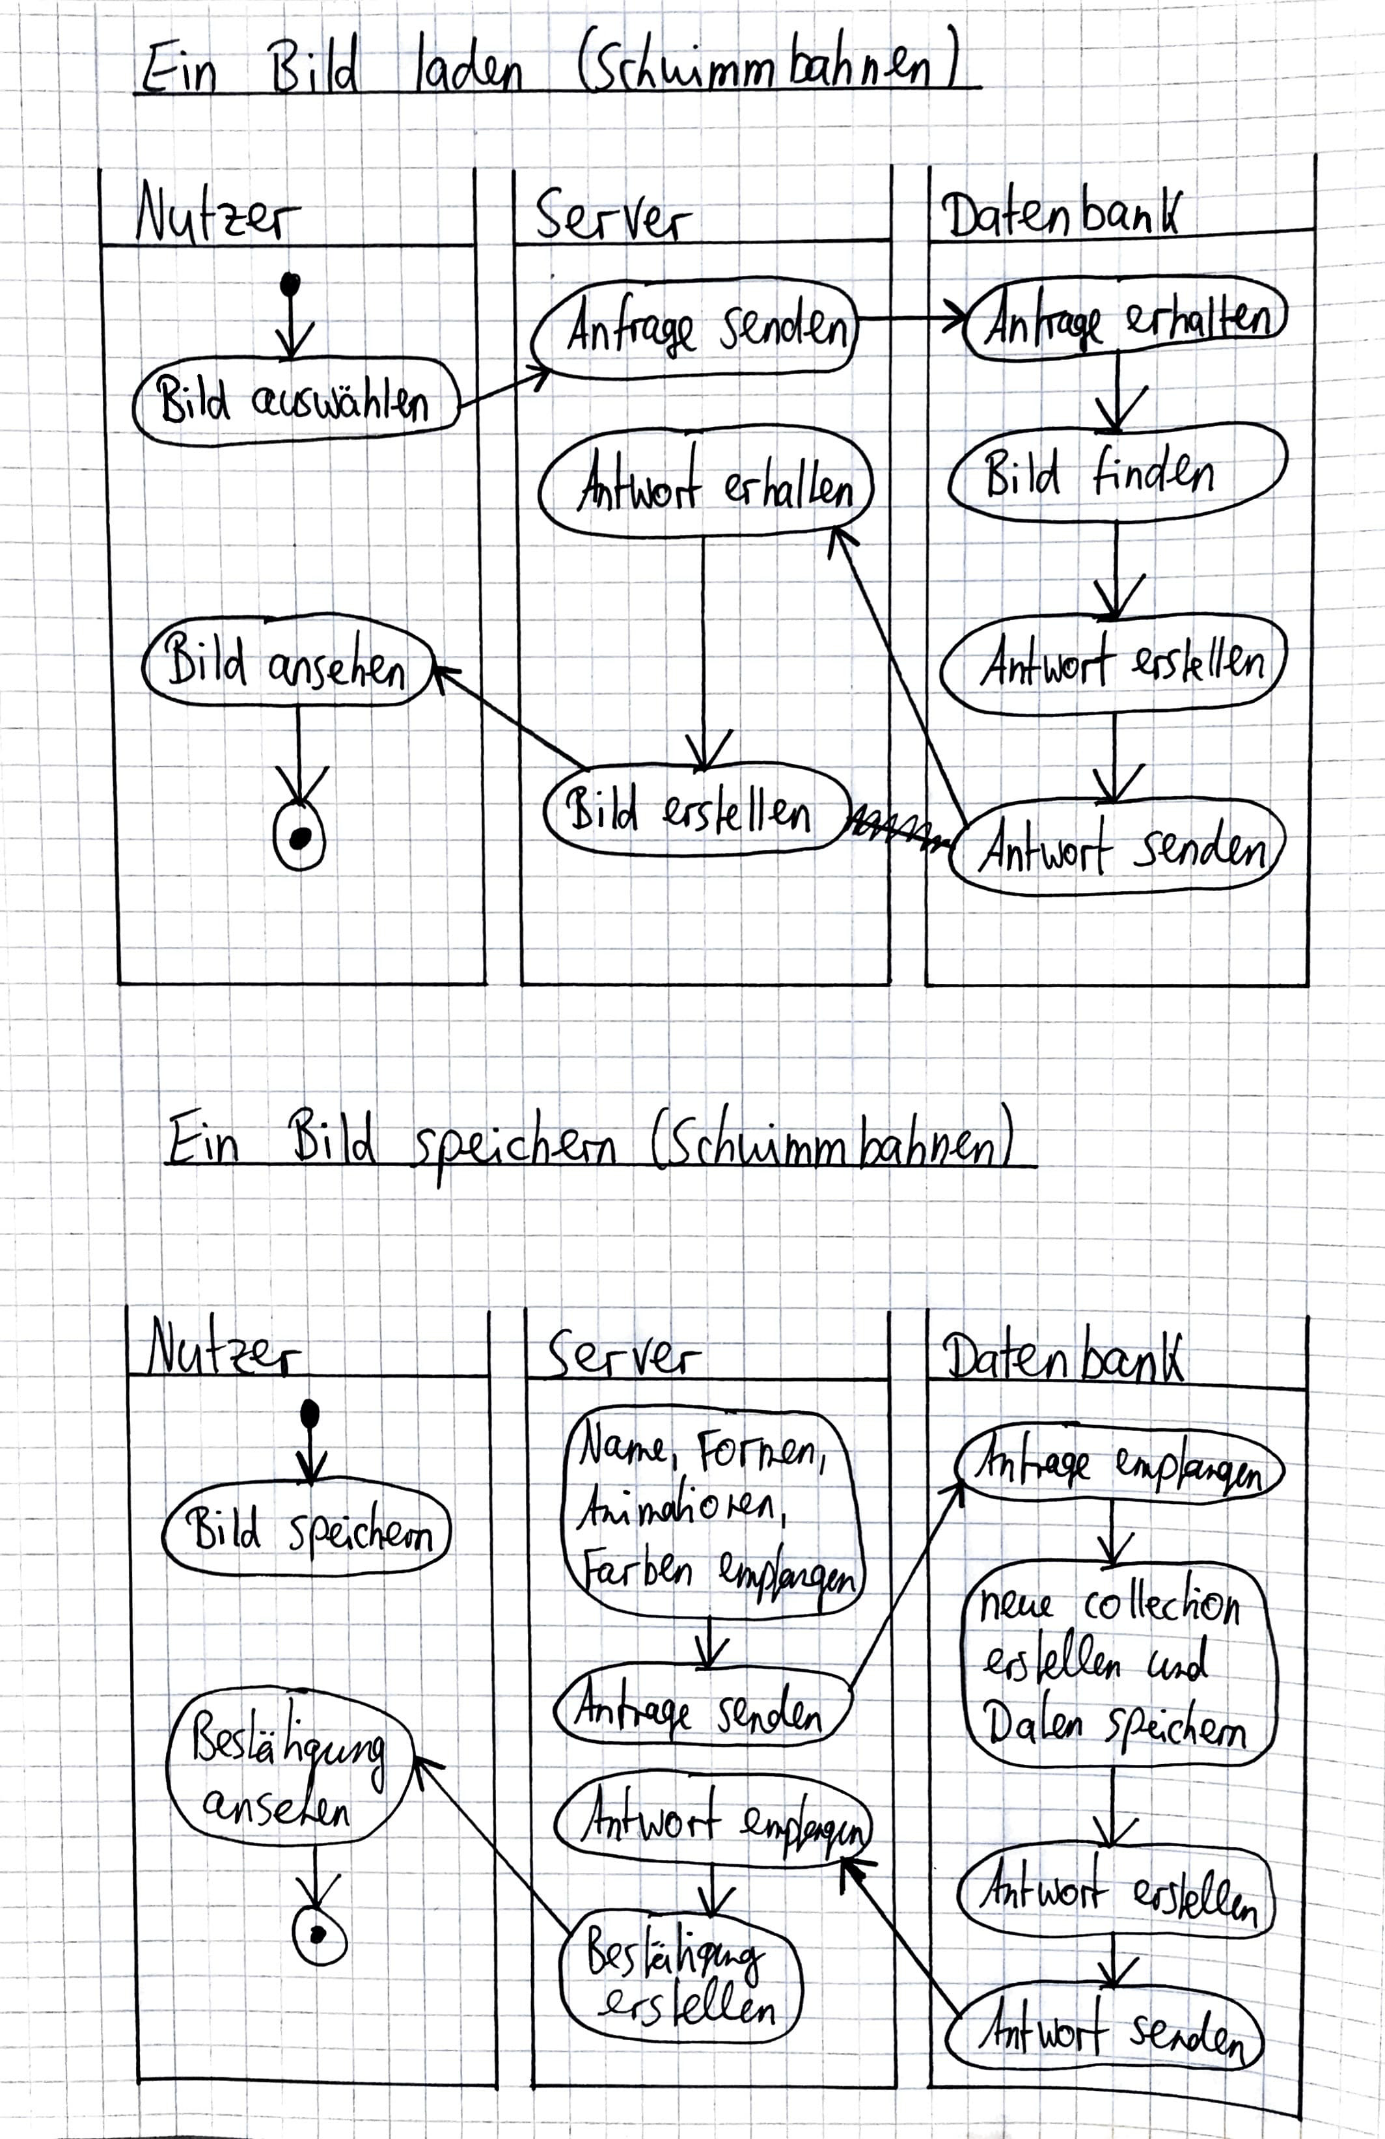 Ein Bild laden (Schwimmbahnen)
Nutzer
Server
Datenbank
Bild auswählen
Anfrage senden
Anfrage erhalten
Antwort erhalten
Bild finden
Bild ansehen
Antwort erstellen
Bild erstellen
Antwort senden
Ein Bild speichern (Schwimmbahnen)
Nutzer
Server
Datenbank
Bild speichern
Name, Formen,
Animationen,
Farben empfangen
Anfrage senden
Anfrage empfangen
neue collection
erstellen und
Daten speichern
Bestätigung
ansehen
Antwort empfangen
Bestätigung
erstellen
Antwort erstellen
Antwort senden